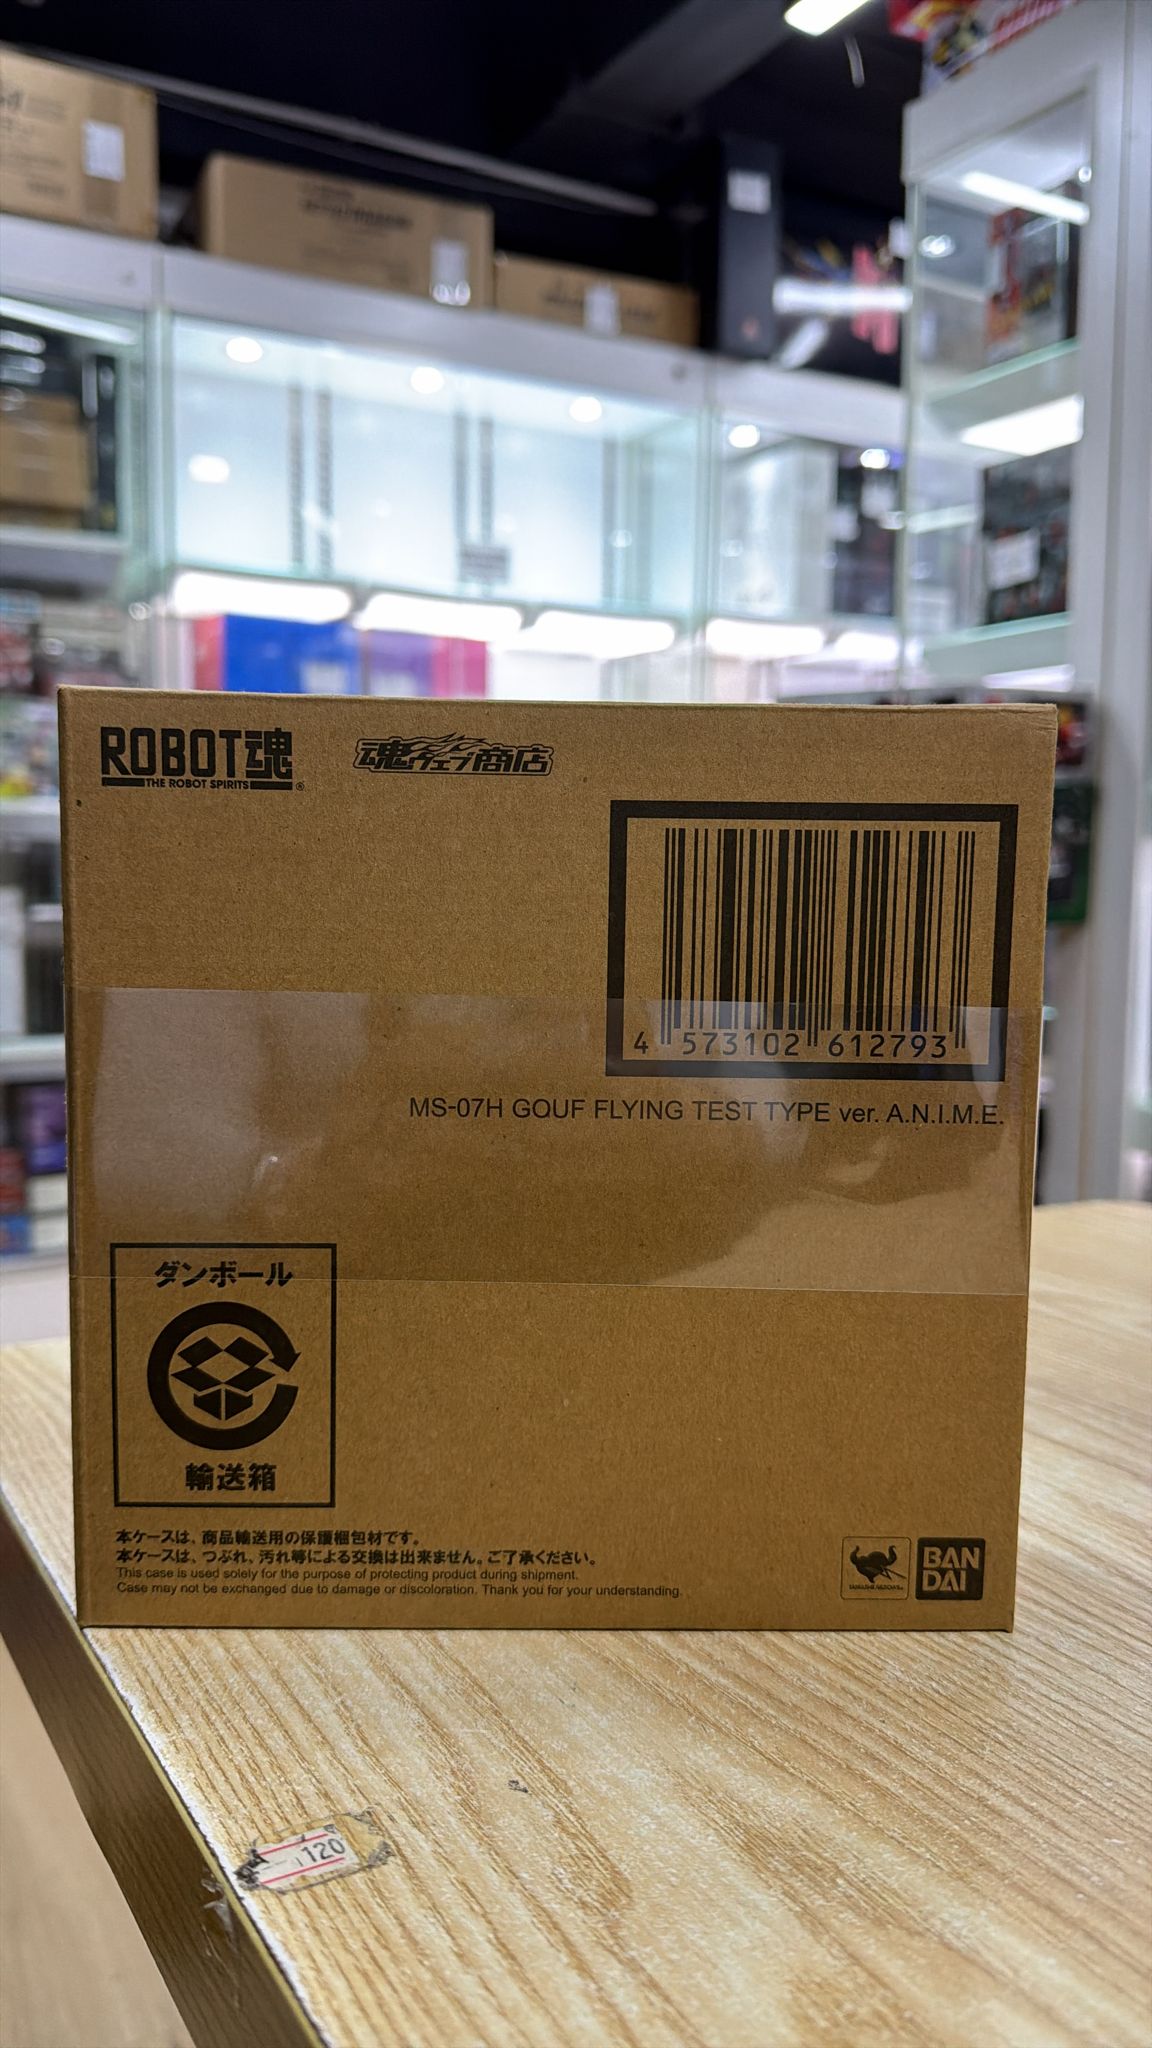 ROBOT魂
THE ROBOT SPIRITS
®
魂ウェブ商店
4 573102 612793
MS-07H GOUF FLYING TEST TYPE ver. A.N.I.M.E.
ダンボール
輸送箱
本ケースは、商品輸送用の保護梱包材です。
本ケースは、つぶれ、汚れ等による交換は出来ません。ご了承ください。
This case is used solely for the purpose of protecting product during shipment.
Case may not be exchanged due to damage or discoloration. Thank you for your understanding.
TAMASHII NATIONS
BAN
DAI
120